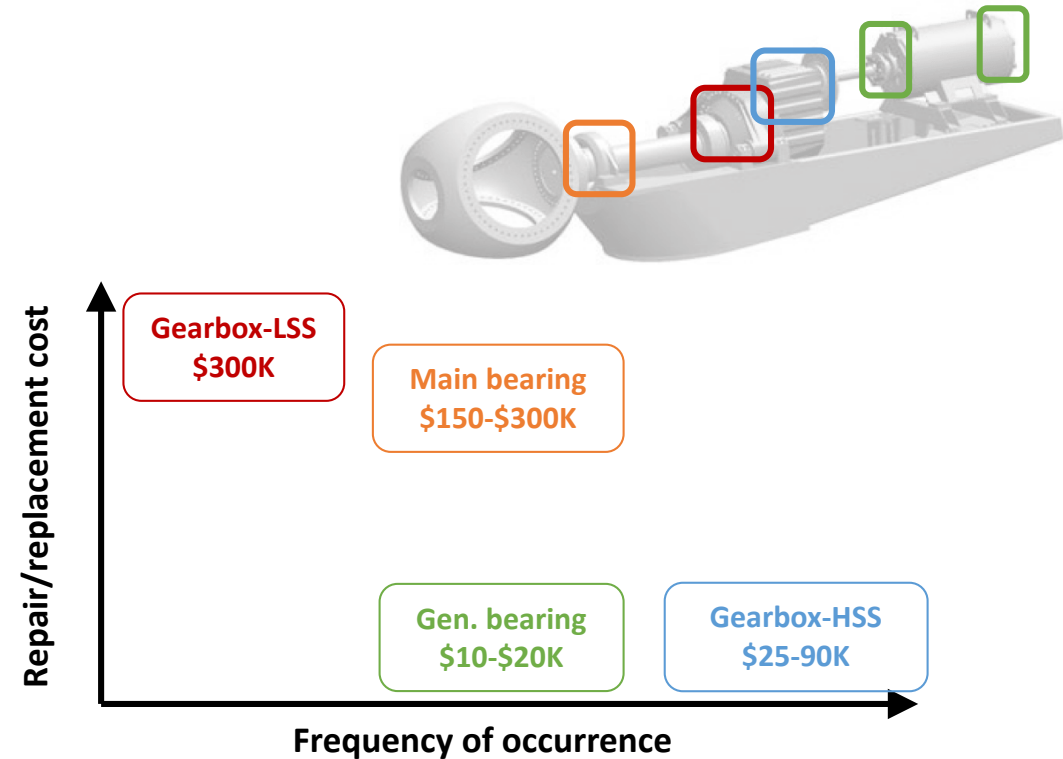 Repair/replacement cost
Gearbox-LSS
$300K
Main bearing
$150-$300K
Gen. bearing
$10-$20K
Gearbox-HSS
$25-90K
Frequency of occurrence